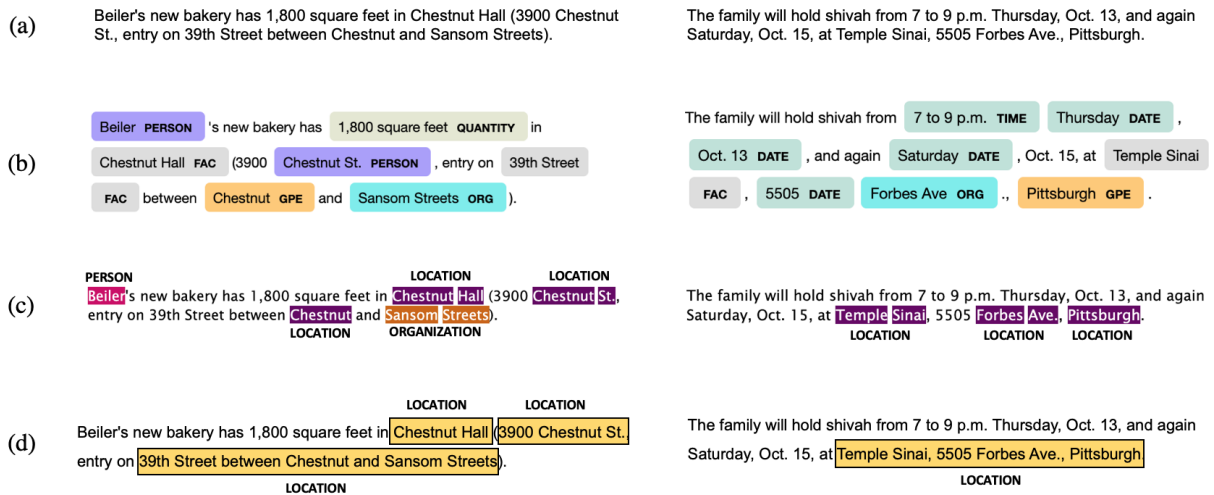 (a)
Beiler's new bakery has 1,800 square feet in Chestnut Hall (3900 Chestnut
St., entry on 39th Street between Chestnut and Sansom Streets).
The family will hold shivah from 7 to 9 p.m. Thursday, Oct. 13, and again
Saturday, Oct. 15, at Temple Sinai, 5505 Forbes Ave., Pittsburgh.
(b)
Beiler PERSON 's new bakery has 1,800 square feet QUANTITY in
Chestnut Hall FAC (3900 Chestnut St. PERSON , entry on 39th Street
FAC between Chestnut GPE and Sansom Streets ORG ).
The family will hold shivah from 7 to 9 p.m. TIME Thursday DATE ,
Oct. 13 DATE , and again Saturday DATE , Oct. 15, at Temple Sinai
FAC , 5505 DATE Forbes Ave ORG ., Pittsburgh GPE .
(c)
PERSON LOCATION LOCATION
Beiler's new bakery has 1,800 square feet in Chestnut Hall (3900 Chestnut St.,
entry on 39th Street between Chestnut and Sansom Streets).
LOCATION ORGANIZATION
The family will hold shivah from 7 to 9 p.m. Thursday, Oct. 13, and again
Saturday, Oct. 15, at Temple Sinai, 5505 Forbes Ave., Pittsburgh.
LOCATION LOCATION LOCATION
(d)
LOCATION LOCATION
Beiler's new bakery has 1,800 square feet in Chestnut Hall (3900 Chestnut St.,
entry on 39th Street between Chestnut and Sansom Streets).
LOCATION
The family will hold shivah from 7 to 9 p.m. Thursday, Oct. 13, and again
Saturday, Oct. 15, at Temple Sinai, 5505 Forbes Ave., Pittsburgh.
LOCATION